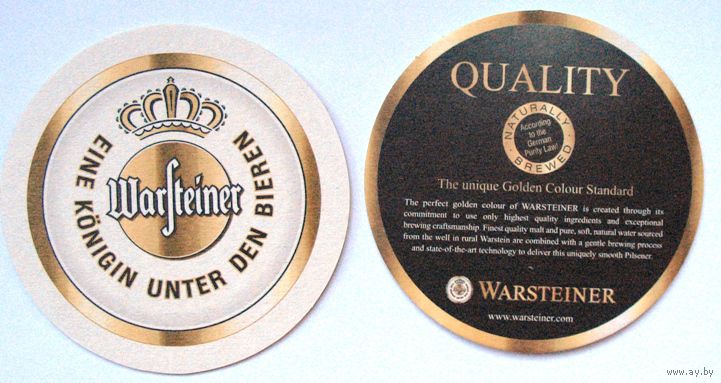 Warsteiner
EINE KÖNIGIN UNTER DEN BIEREN
QUALITY
NATURALLY
According
to the
German
Purity Law!
BREWED
The unique Golden Colour Standard
The perfect golden colour of WARSTEINER is created through its
commitment to use only highest quality ingredients and exceptional
brewing craftsmanship. Finest quality malt and pure, soft, natural water sourced
from the well in rural Warstein are combined with a gentle brewing process
and state-of-the-art technology to deliver this uniquely smooth Pilsener.
WARSTEINER
www.warsteiner.com
www.ay.by